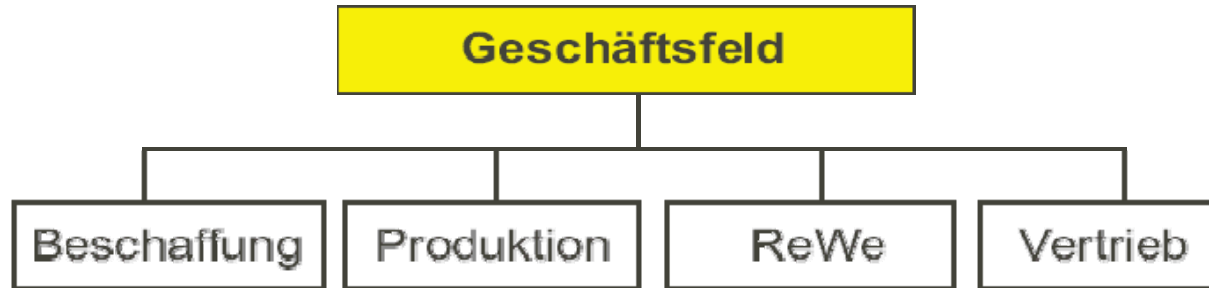 Geschäftsfeld
Beschaffung
Produktion
ReWe
Vertrieb